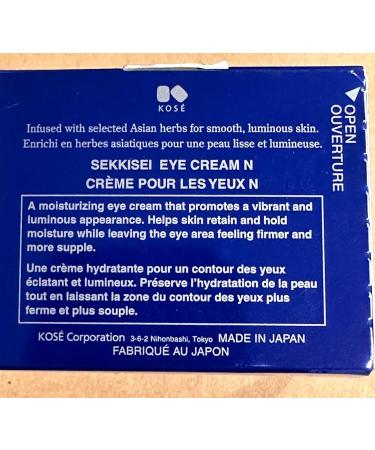 KOSÉ
Infused with selected Asian herbs for smooth, luminous skin.
Enrichi en herbes asiatiques pour une peau lisse et lumineuse.
SEKKISEI EYE CREAM N
CRÈME POUR LES YEUX N
A moisturizing eye cream that promotes a vibrant and
luminous appearance. Helps skin retain and hold
moisture while leaving the eye area feeling firmer and
more supple.
Une crème hydratante pour un contour des yeux
éclatant et lumineux. Préserve l'hydratation de la peau
tout en laissant la zone du contour des yeux plus
ferme et plus souple.
KOSÉ Corporation 3-6-2 Nihonbashi, Tokyo MADE IN JAPAN
FABRIQUÉ AU JAPON
OPEN
OUVERTURE